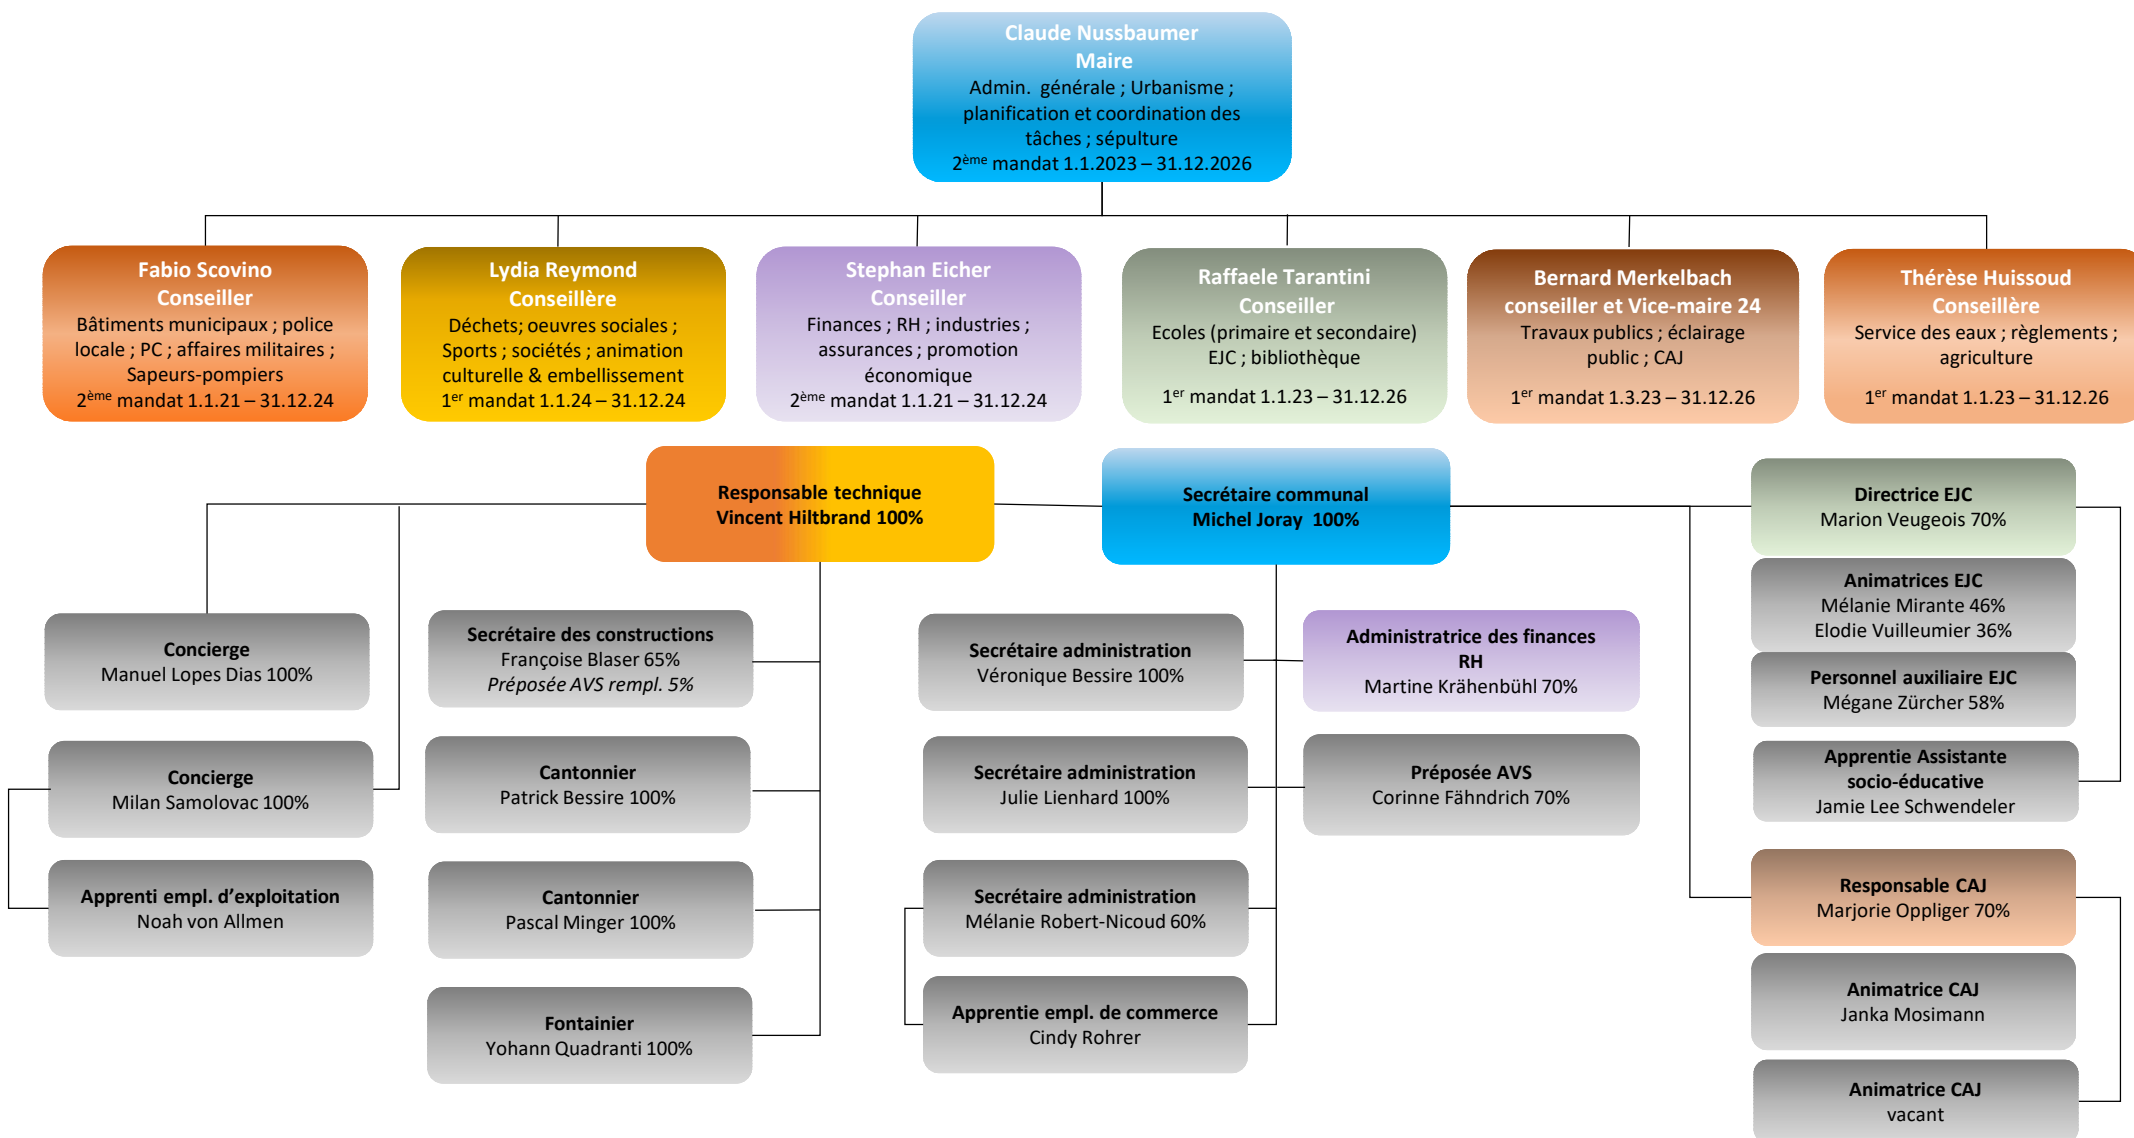 Claude Nussbaumer
Maire
Admin. générale ; Urbanisme ;
planification et coordination des
tâches ; sépulture
2ème mandat 1.1.2023 – 31.12.2026
Fabio Scovino
Conseiller
Bâtiments municipaux ; police
locale ; PC ; affaires militaires ;
Sapeurs-pompiers
2ème mandat 1.1.21 – 31.12.24
Lydia Reymond
Conseillère
Déchets; oeuvres sociales ;
Sports ; sociétés ; animation
culturelle & embellissement
1er mandat 1.1.24 – 31.12.24
Stephan Eicher
Conseiller
Finances ; RH ; industries ;
assurances ; promotion
économique
2ème mandat 1.1.21 – 31.12.24
Raffaele Tarantini
Conseiller
Ecoles (primaire et secondaire)
EJC ; bibliothèque
1er mandat 1.1.23 – 31.12.26
Bernard Merkelbach
conseiller et Vice-maire 24
Travaux publics ; éclairage
public ; CAJ
1er mandat 1.3.23 – 31.12.26
Thérèse Huissoud
Conseillère
Service des eaux ; règlements ;
agriculture
1er mandat 1.1.23 – 31.12.26
Responsable technique
Vincent Hiltbrand 100%
Secrétaire communal
Michel Joray 100%
Directrice EJC
Marion Veugeois 70%
Animatrices EJC
Mélanie Mirante 46%
Elodie Vuilleumier 36%
Personnel auxiliaire EJC
Mégane Zürcher 58%
Apprentie Assistante
socio-éducative
Jamie Lee Schwendeler
Concierge
Manuel Lopes Dias 100%
Concierge
Milan Samolovac 100%
Apprenti empl. d’exploitation
Noah von Allmen
Secrétaire des constructions
Françoise Blaser 65%
Préposée AVS rempl. 5%
Cantonnier
Patrick Bessire 100%
Cantonnier
Pascal Minger 100%
Fontainier
Yohann Quadranti 100%
Secrétaire administration
Véronique Bessire 100%
Secrétaire administration
Julie Lienhard 100%
Secrétaire administration
Mélanie Robert-Nicoud 60%
Apprentie empl. de commerce
Cindy Rohrer
Administratrice des finances
RH
Martine Krähenbühl 70%
Préposée AVS
Corinne Fähndrich 70%
Responsable CAJ
Marjorie Oppliger 70%
Animatrice CAJ
Janka Mosimann
Animatrice CAJ
vacant